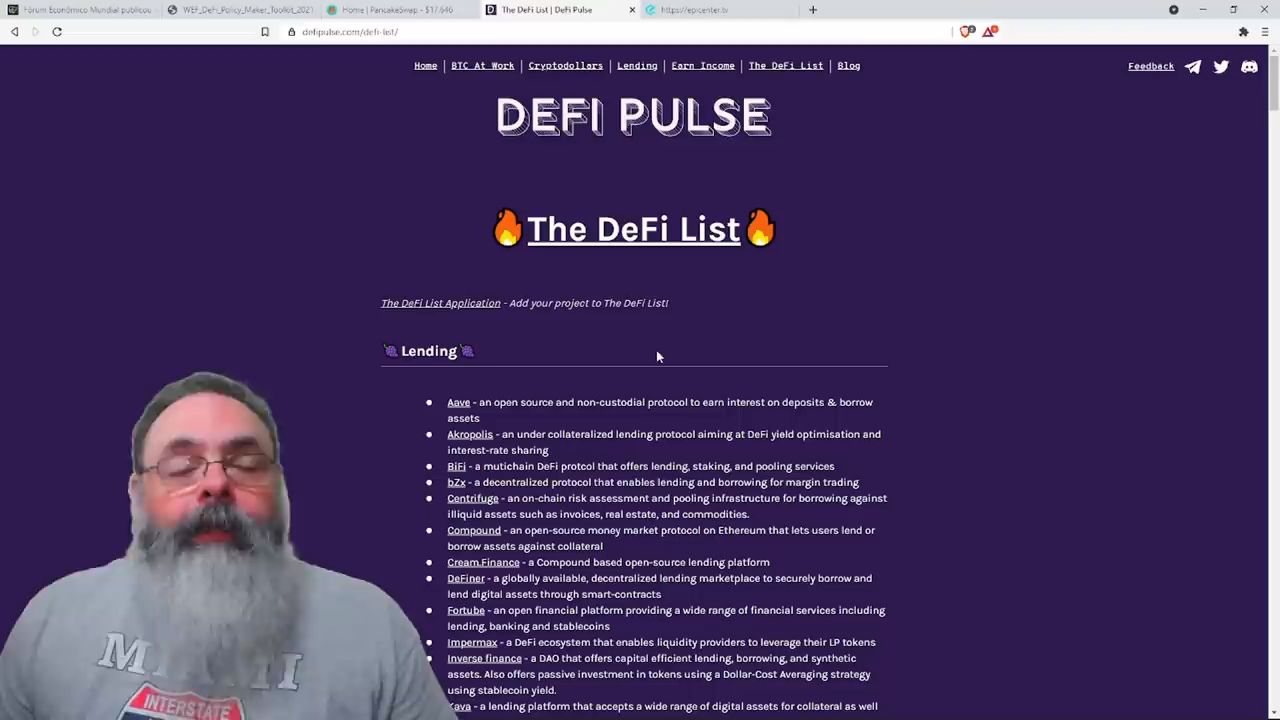 Fórum Econômico Mundial publicou
WEF_DeFi_Policy_Maker_Toolkit_2021
Home | PancakeSwap - $17.646
The DeFi List | DeFi Pulse
https://epicenter.tv
defipulse.com/defi-list/
Home | BTC At Work | Cryptodollars | Lending | Earn Income | The DeFi List | Blog
Feedback
DEFI PULSE
The DeFi List
The DeFi List Application - Add your project to The DeFi List!
Lending
Aave - an open source and non-custodial protocol to earn interest on deposits & borrow
assets
Akropolis - an under collateralized lending protocol aiming at DeFi yield optimisation and
interest-rate sharing
BiFi - a mutichain DeFi protcol that offers lending, staking, and pooling services
bZx - a decentralized protocol that enables lending and borrowing for margin trading
Centrifuge - an on-chain risk assessment and pooling infrastructure for borrowing against
illiquid assets such as invoices, real estate, and commodities.
Compound - an open-source money market protocol on Ethereum that lets users lend or
borrow assets against collateral
Cream.Finance - a Compound based open-source lending platform
DeFiner - a globally available, decentralized lending marketplace to securely borrow and
lend digital assets through smart-contracts
Fortube - an open financial platform providing a wide range of financial services including
lending, banking and stablecoins
Impermax - a DeFi ecosystem that enables liquidity providers to leverage their LP tokens
Inverse finance - a DAO that offers capital efficient lending, borrowing, and synthetic
assets. Also offers passive investment in tokens using a Dollar-Cost Averaging strategy
using stablecoin yield.
Kava - a lending platform that accepts a wide range of digital assets for collateral as well
INTERSTATE